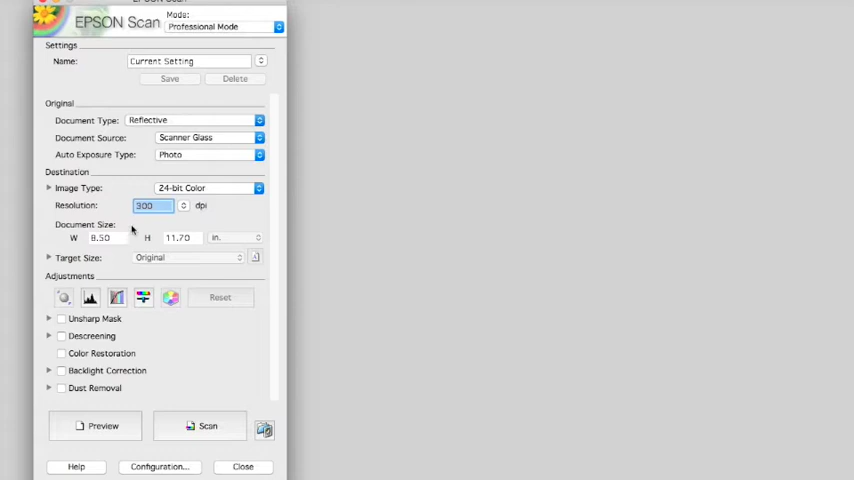 EPSON Scan
EPSON Scan
Mode:
Professional Mode
Settings
Name: Current Setting
Save Delete
Original
Document Type: Reflective
Document Source: Scanner Glass
Auto Exposure Type: Photo
Destination
Image Type: 24-bit Color
Resolution: 300 dpi
Document Size:
W 8.50 H 11.70 in.
Target Size: Original
Adjustments
Reset
Unsharp Mask
Descreening
Color Restoration
Backlight Correction
Dust Removal
Preview Scan
Help Configuration... Close